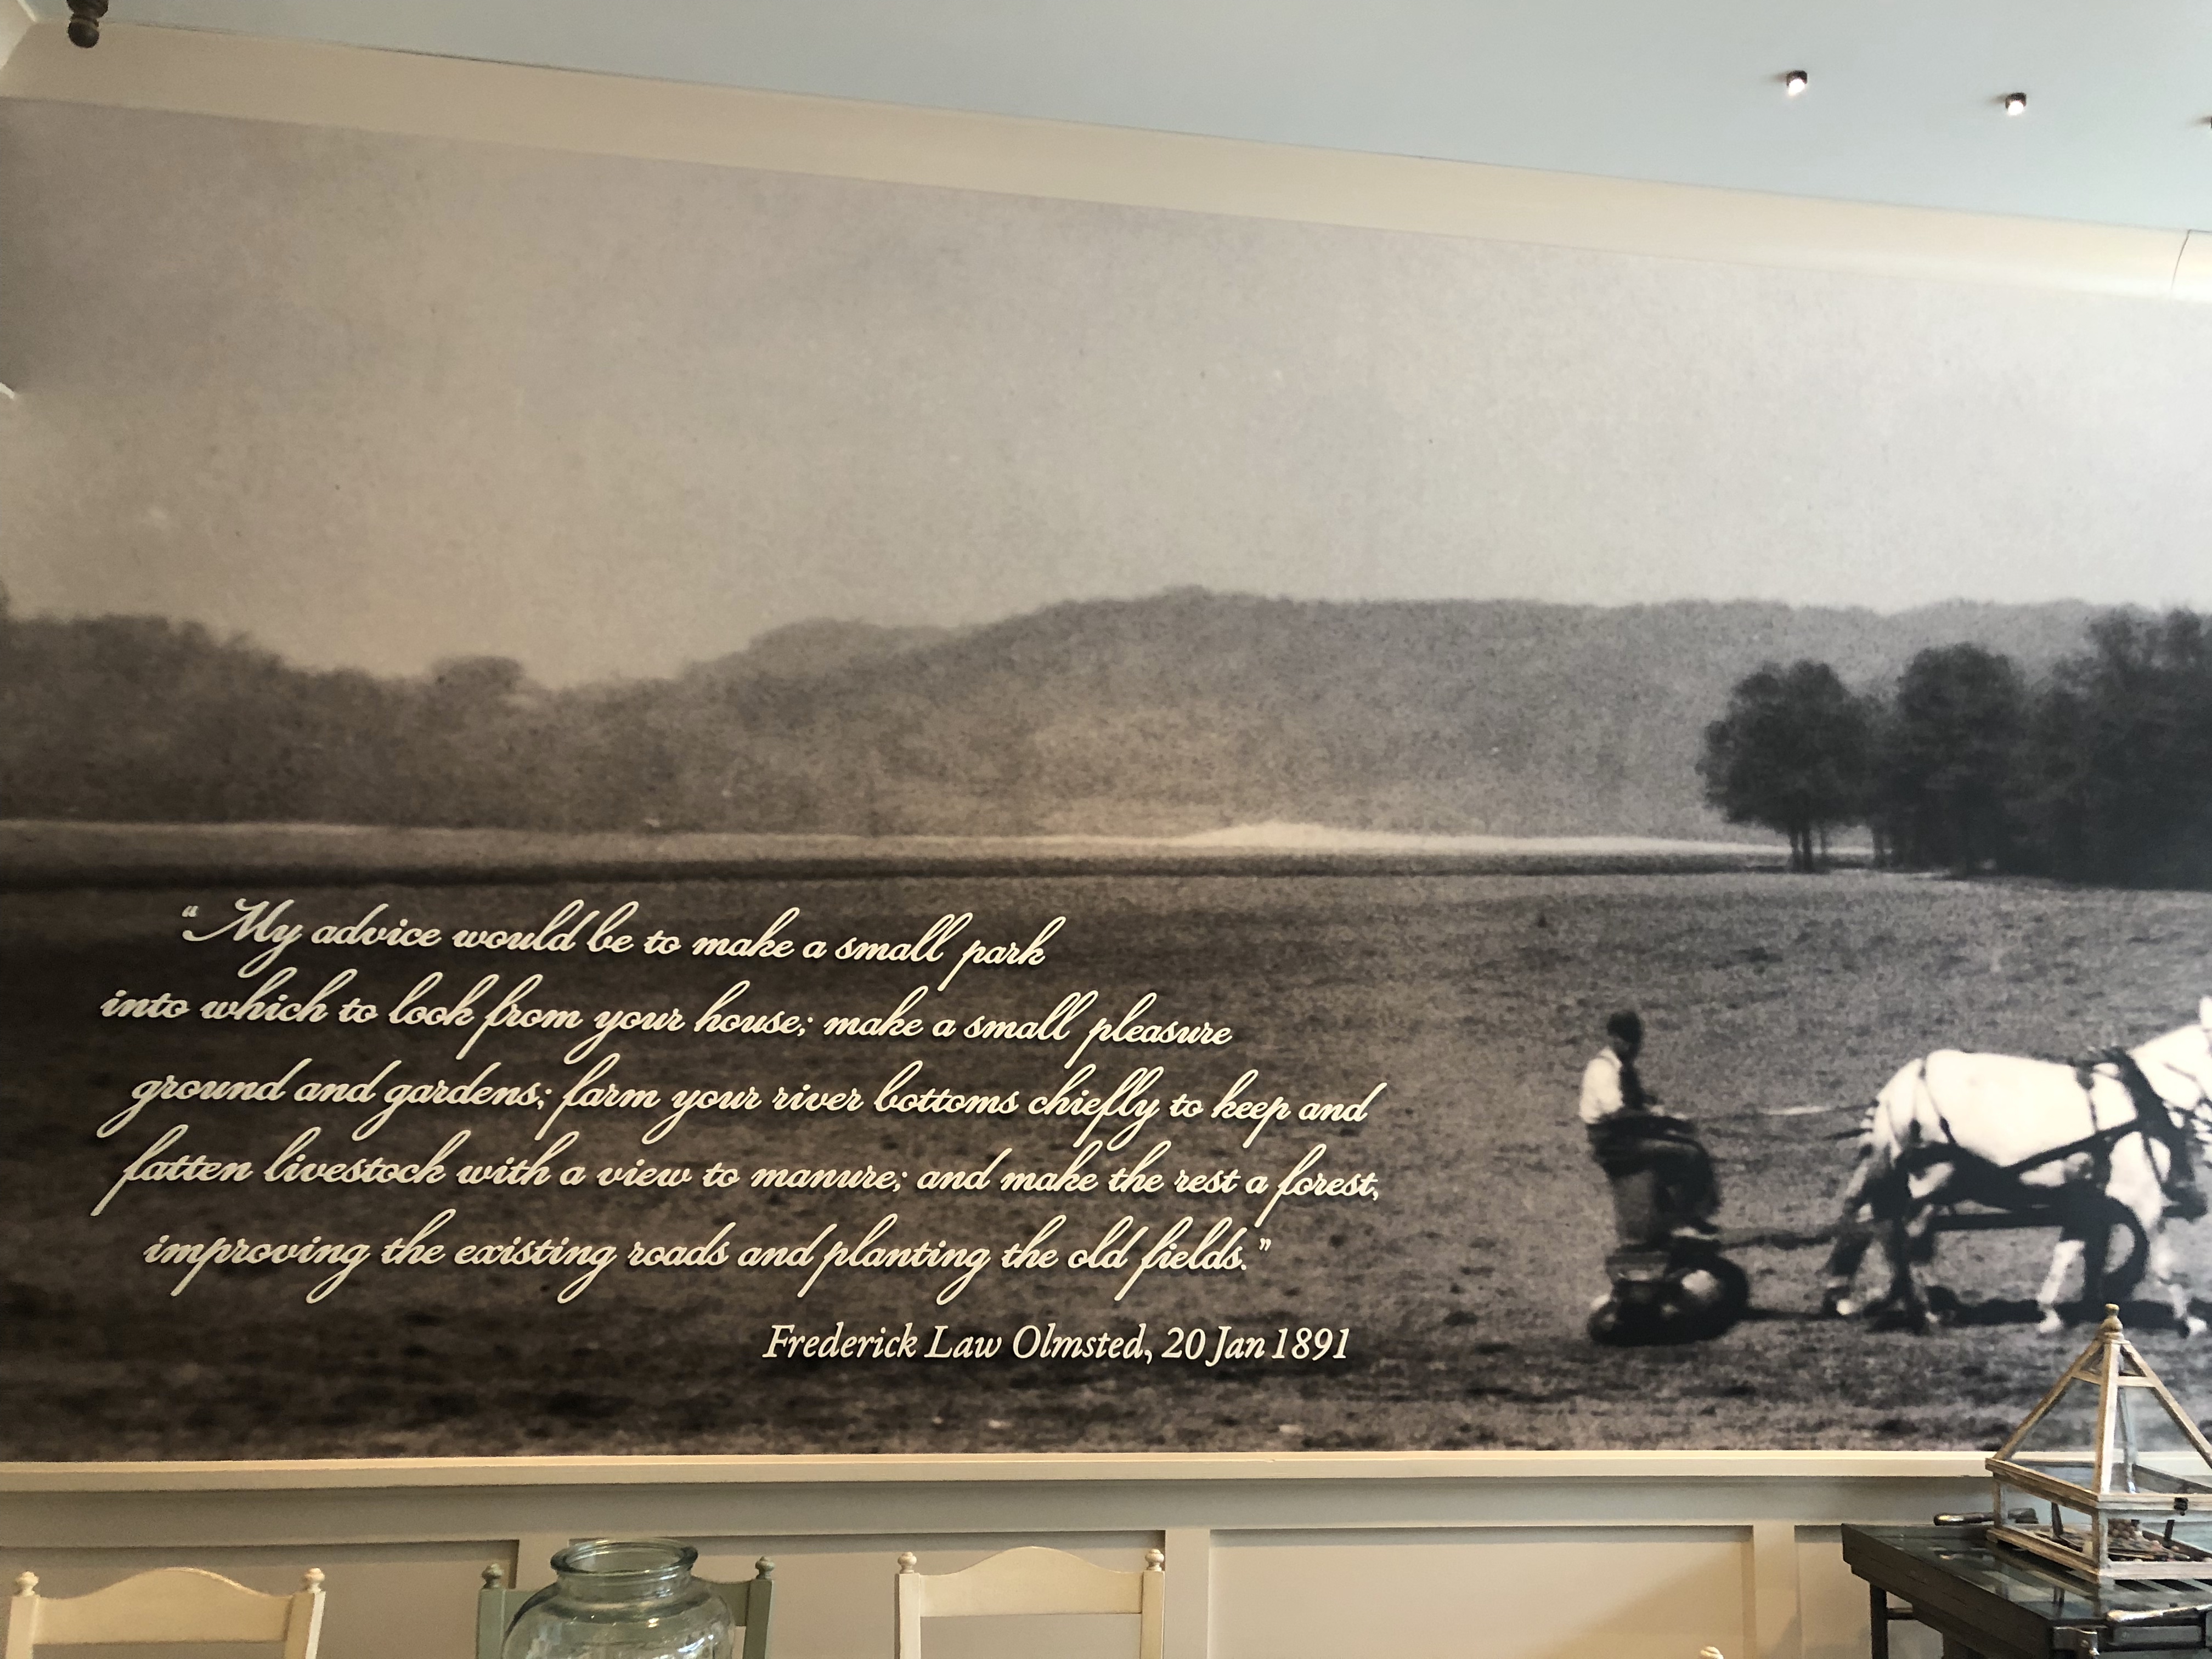 “My advice would be to make a small park
into which to look from your house; make a small pleasure
ground and gardens; farm your river bottoms chiefly to keep and
fatten livestock with a view to manure; and make the rest a forest,
improving the existing roads and planting the old fields.”
Frederick Law Olmsted, 20 Jan 1891